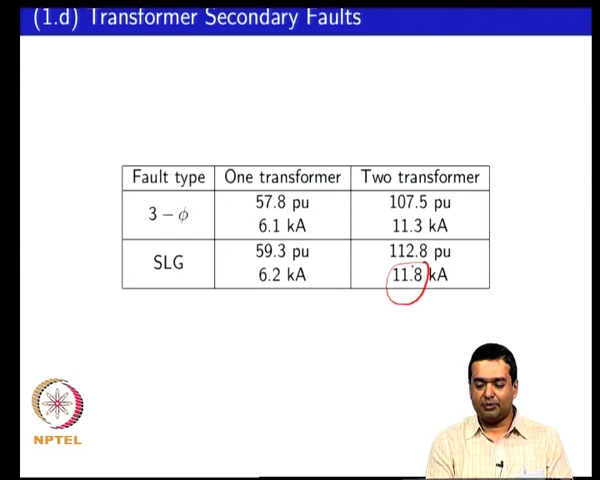 (1.d) Transformer Secondary Faults
Fault type One transformer Two transformer
3 − ϕ 57.8 pu 107.5 pu
6.1 kA 11.3 kA
SLG 59.3 pu 112.8 pu
6.2 kA 11.8 kA
NPTEL